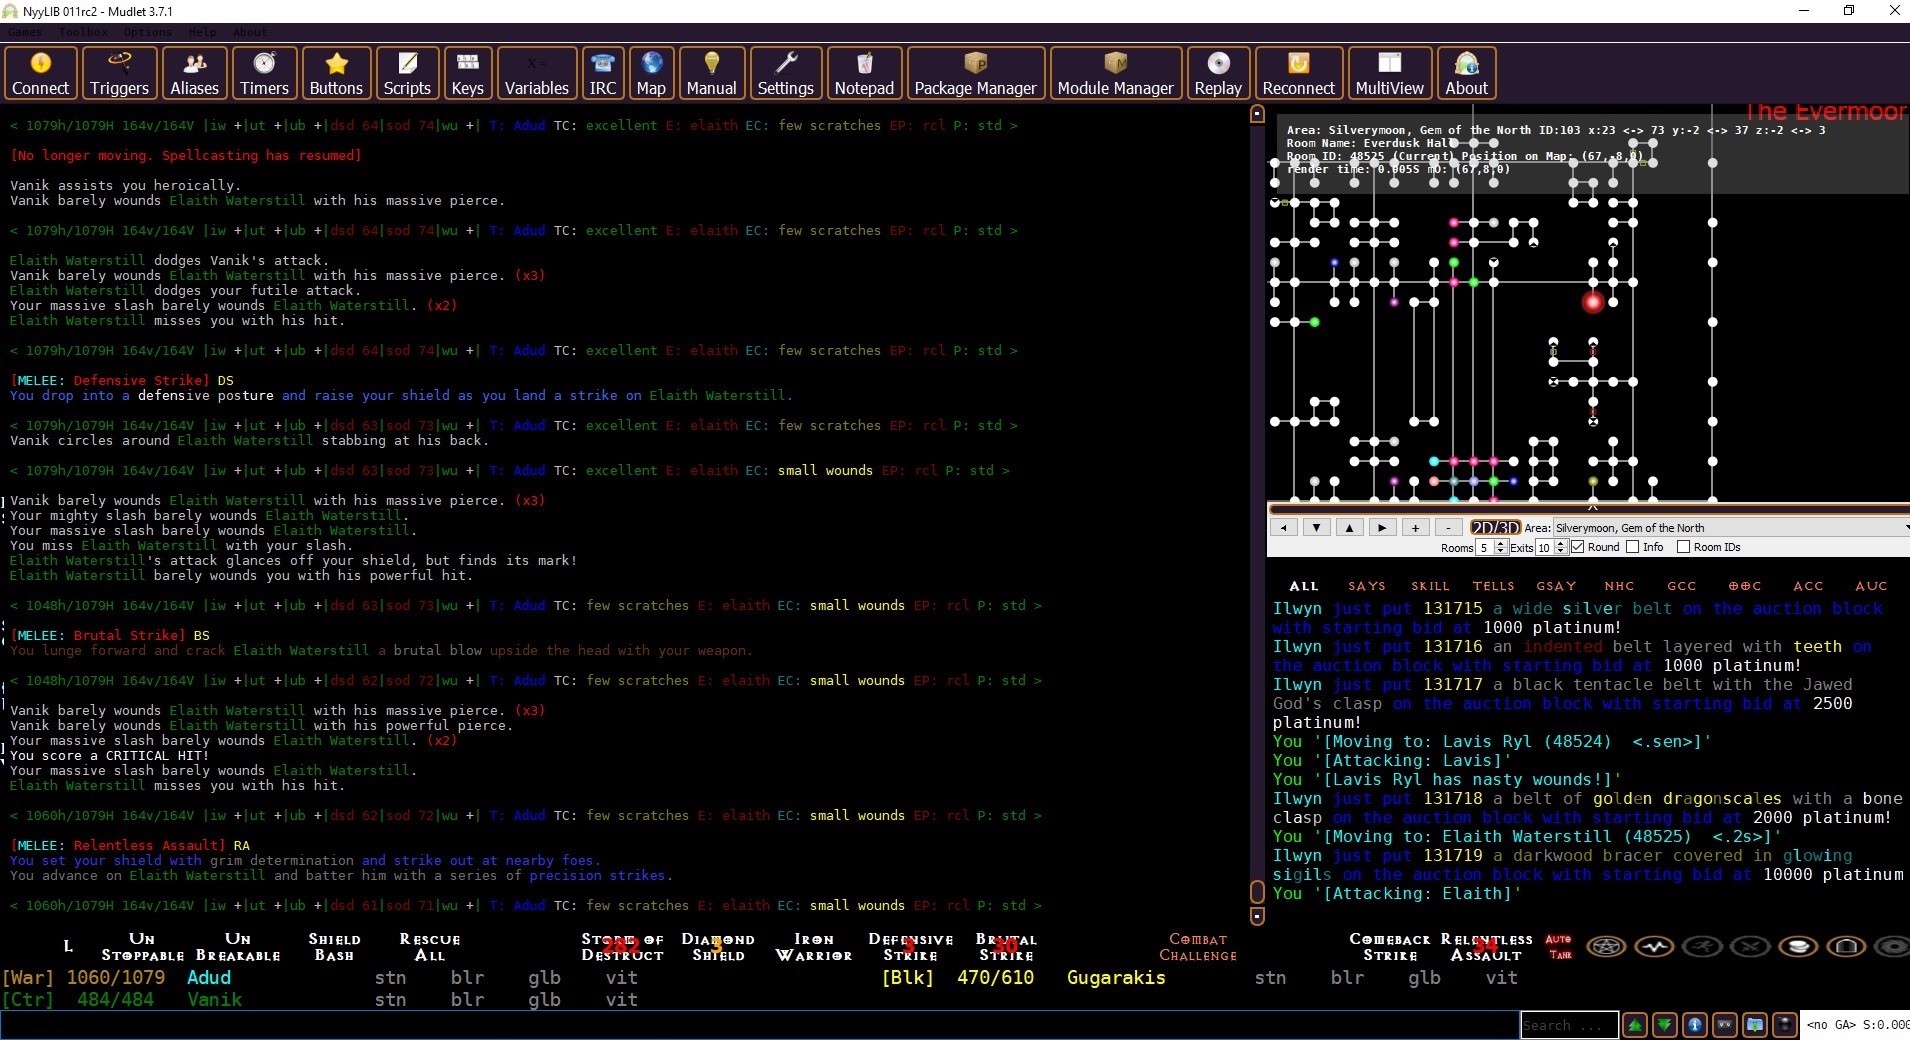 NyyLIB 011rc2 - Mudlet 3.7.1
Games Toolbox Options Help About
Connect Triggers Aliases Timers Buttons Scripts Keys Variables IRC Map Manual Settings Notepad Package Manager Module Manager Replay Reconnect MultiView About
< 1079h/1079H 164v/164V |iw +|ut +|ub +|dsd 64|sod 74|wu +| T: Adud TC: excellent E: elaith EC: few scratches EP: rcl P: std >
[No longer moving. Spellcasting has resumed]
Vanik assists you heroically.
Vanik barely wounds Elaith Waterstill with his massive pierce.
< 1079h/1079H 164v/164V |iw +|ut +|ub +|dsd 64|sod 74|wu +| T: Adud TC: excellent E: elaith EC: few scratches EP: rcl P: std >
Elaith Waterstill dodges Vanik's attack.
Vanik barely wounds Elaith Waterstill with his massive pierce. (x3)
Elaith Waterstill dodges your futile attack.
Your massive slash barely wounds Elaith Waterstill. (x2)
Elaith Waterstill misses you with his hit.
< 1079h/1079H 164v/164V |iw +|ut +|ub +|dsd 64|sod 74|wu +| T: Adud TC: excellent E: elaith EC: few scratches EP: rcl P: std >
[MELEE: Defensive Strike] DS
You drop into a defensive posture and raise your shield as you land a strike on Elaith Waterstill.
< 1079h/1079H 164v/164V |iw +|ut +|ub +|dsd 63|sod 73|wu +| T: Adud TC: excellent E: elaith EC: few scratches EP: rcl P: std >
Vanik circles around Elaith Waterstill stabbing at his back.
< 1079h/1079H 164v/164V |iw +|ut +|ub +|dsd 63|sod 73|wu +| T: Adud TC: excellent E: elaith EC: small wounds EP: rcl P: std >
Vanik barely wounds Elaith Waterstill with his massive pierce. (x3)
Your mighty slash barely wounds Elaith Waterstill.
Your massive slash barely wounds Elaith Waterstill.
You miss Elaith Waterstill with your slash.
Elaith Waterstill's attack glances off your shield, but finds its mark!
Elaith Waterstill barely wounds you with his powerful hit.
< 1048h/1079H 164v/164V |iw +|ut +|ub +|dsd 63|sod 73|wu +| T: Adud TC: few scratches E: elaith EC: small wounds EP: rcl P: std >
[MELEE: Brutal Strike] BS
You lunge forward and crack Elaith Waterstill a brutal blow upside the head with your weapon.
< 1048h/1079H 164v/164V |iw +|ut +|ub +|dsd 62|sod 72|wu +| T: Adud TC: few scratches E: elaith EC: small wounds EP: rcl P: std >
Vanik barely wounds Elaith Waterstill with his massive pierce. (x3)
Vanik barely wounds Elaith Waterstill with his powerful pierce.
Your massive slash barely wounds Elaith Waterstill. (x2)
You score a CRITICAL HIT!
Your massive slash barely wounds Elaith Waterstill.
Elaith Waterstill misses you with his hit.
< 1060h/1079H 164v/164V |iw +|ut +|ub +|dsd 62|sod 72|wu +| T: Adud TC: few scratches E: elaith EC: small wounds EP: rcl P: std >
[MELEE: Relentless Assault] RA
You set your shield with grim determination and strike out at nearby foes.
You advance on Elaith Waterstill and batter him with a series of precision strikes.
< 1060h/1079H 164v/164V |iw +|ut +|ub +|dsd 61|sod 71|wu +| T: Adud TC: few scratches E: elaith EC: small wounds EP: rcl P: std >
The Evermoor
Area: Silverymoon, Gem of the North ID:103 x:23 <-> 73 y:-2 <-> 37 z:-2 <-> 3
Room Name: Everdusk Hall
Room ID: 48525 (Current) Position on Map: (67,-8,0)
render time: 0.005S mO: (67,8,0)
+ - 2D/3D Area: Silverymoon, Gem of the North
Rooms 5 Exits 10 Round Info Room IDs
ALL SAYS SKILL TELLS GSAY NHC GCC OOC ACC AUC
Ilwyn just put 131715 a wide silver belt on the auction block
with starting bid at 1000 platinum!
Ilwyn just put 131716 an indented belt layered with teeth on
the auction block with starting bid at 1000 platinum!
Ilwyn just put 131717 a black tentacle belt with the Jawed
God's clasp on the auction block with starting bid at 2500
platinum!
You '[Moving to: Lavis Ryl (48524)  <.sen>]'
You '[Attacking: Lavis]'
You '[Lavis Ryl has nasty wounds!]'
Ilwyn just put 131718 a belt of golden dragonscales with a bone
clasp on the auction block with starting bid at 2000 platinum!
You '[Moving to: Elaith Waterstill (48525)  <.2s>]'
Ilwyn just put 131719 a darkwood bracer covered in glowing
sigils on the auction block with starting bid at 10000 platinum
You '[Attacking: Elaith]'
L
UN STOPPABLE
UN BREAKABLE
SHIELD BASH
RESCUE ALL
STORM OF DESTRUCT 282
DIAMOND SHIELD 3
IRON WARRIOR
DEFENSIVE STRIKE 3
BRUTAL STRIKE 30
COMBAT CHALLENGE
COMEBACK STRIKE
RELENTLESS ASSAULT 34
AUTO TANK
[War] 1060/1079 Adud stn blr glb vit [Blk] 470/610 Gugarakis stn blr glb vit
[Ctr] 484/484 Vanik stn blr glb vit
Search ... <no GA> S:0.000